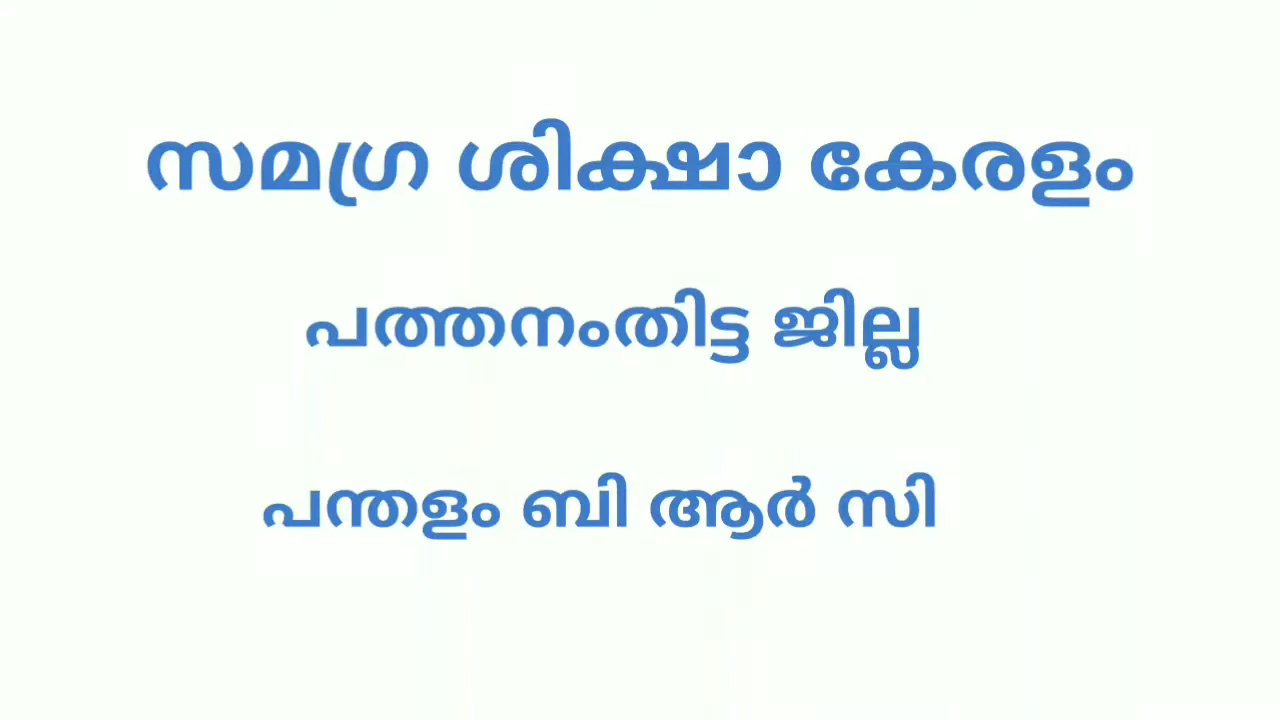 സമഗ്ര ശിക്ഷാ കേരളം
പത്തനംതിട്ട ജില്ല
പന്തളം ബി ആർ സി